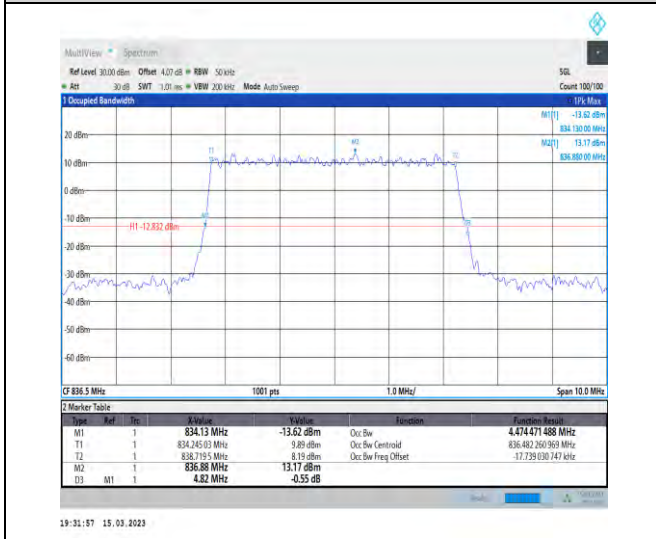 MultiView Spectrum
Ref Level 30.00 dBm Offset 4.07 dB RBW 50 kHz SGL
Att 30 dB SWT 1.01 ms VBW 200 kHz Mode Auto Sweep Count 100/100
1 Occupied Bandwidth 1Pk Max
M1[1] -13.62 dBm
834.130 00 MHz
M2[1] 13.17 dBm
836.880 00 MHz
20 dBm
T1 M2 T2
10 dBm
0 dBm
-10 dBm
M1 D3
H1 -12.832 dBm
-20 dBm
-30 dBm
-40 dBm
-50 dBm
-60 dBm
CF 836.5 MHz 1001 pts 1.0 MHz/ Span 10.0 MHz
2 Marker Table
Type Ref Trc X-Value Y-Value Function Function Result
M1 1 834.13 MHz -13.62 dBm Occ Bw 4.474 471 488 MHz
T1 1 834.245 03 MHz 9.89 dBm Occ Bw Centroid 836.482 260 969 MHz
T2 1 838.719 5 MHz 8.19 dBm Occ Bw Freq Offset -17.739 030 747 kHz
M2 1 836.88 MHz 13.17 dBm
D3 M1 1 4.82 MHz -0.55 dB
Ready
19:31:57 15.03.2023